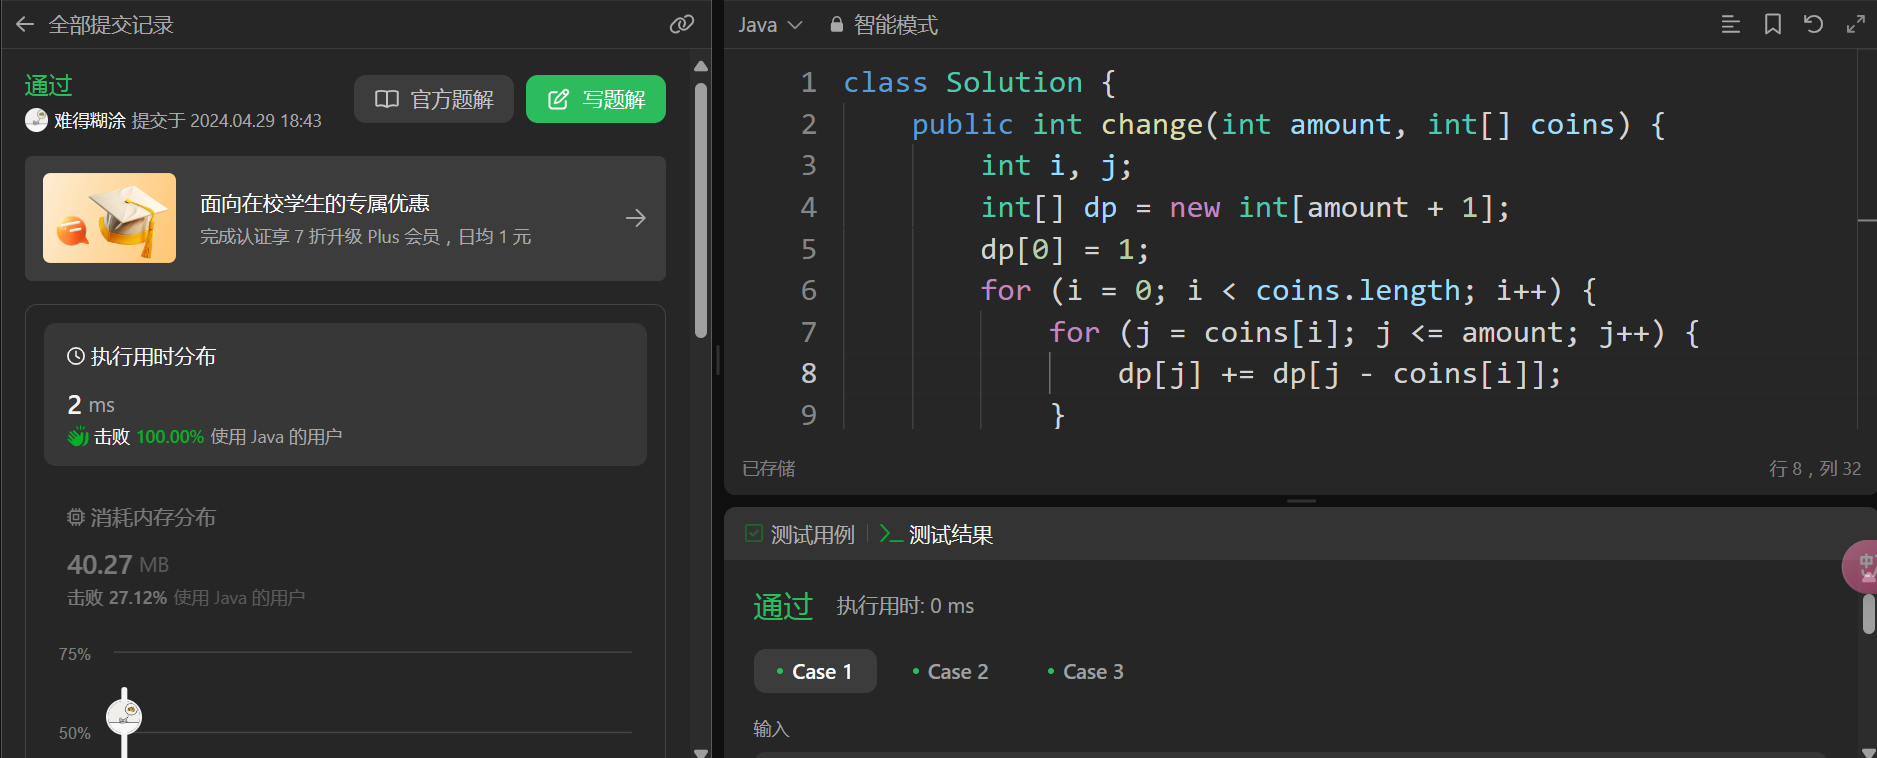 全部提交记录
通过
难得糊涂 提交于 2024.04.29 18:43
官方题解
写题解
面向在校学生的专属优惠
完成认证享 7 折升级 Plus 会员，日均 1 元
执行用时分布
2 ms
击败 100.00% 使用 Java 的用户
消耗内存分布
40.27 MB
击败 27.12% 使用 Java 的用户
75%
50%
Java
智能模式
1 class Solution {
2 public int change(int amount, int[] coins) {
3 int i, j;
4 int[] dp = new int[amount + 1];
5 dp[0] = 1;
6 for (i = 0; i < coins.length; i++) {
7 for (j = coins[i]; j <= amount; j++) {
8 dp[j] += dp[j - coins[i]];
9 }
已存储
行 8，列 32
测试用例
测试结果
通过 执行用时: 0 ms
Case 1
Case 2
Case 3
输入
中